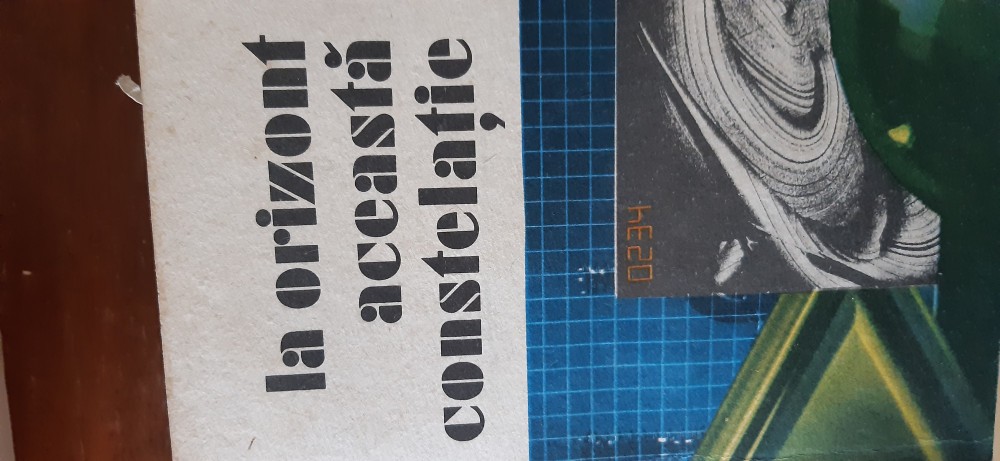 la orizont
această
constelație
0234